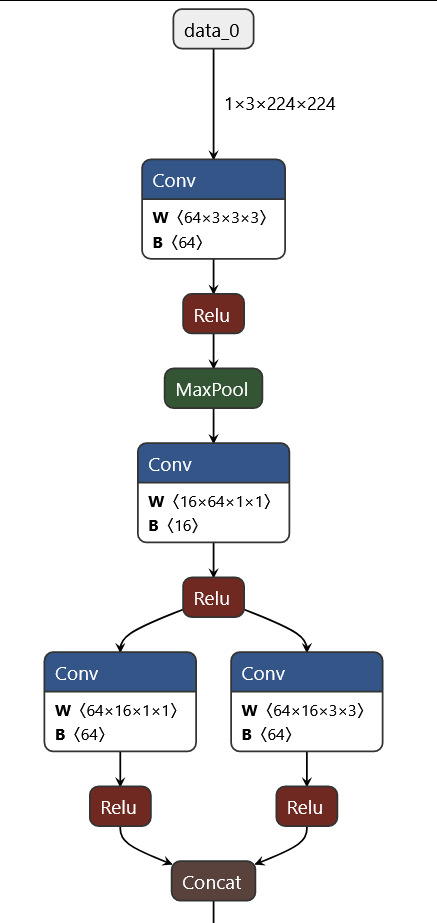 data_0
1×3×224×224
Conv
W 〈64×3×3×3〉
B 〈64〉
Relu
MaxPool
Conv
W 〈16×64×1×1〉
B 〈16〉
Relu
Conv
W 〈64×16×1×1〉
B 〈64〉
Conv
W 〈64×16×3×3〉
B 〈64〉
Relu
Relu
Concat